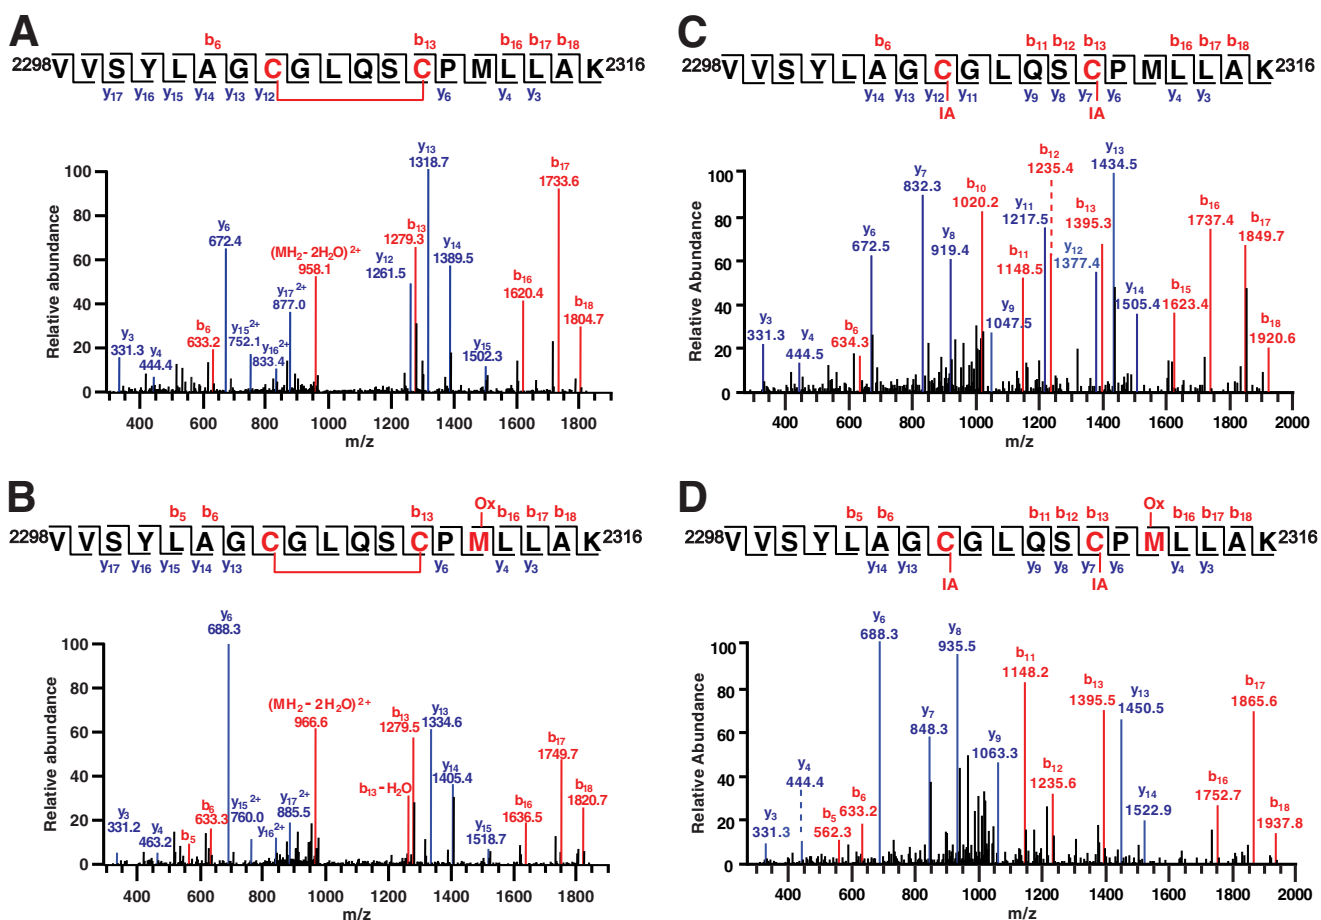 A
b6 b13 b16 b17 b18
2298 VVSYLAGCGLQSCPMLLAK 2316
y17 y16 y15 y14 y13 y12 y6 y4 y3
Relative abundance
100
80
60
40
20
0
y3
331.3
y4
444.4
b6
633.2
y6
672.4
y15 2+
752.1
y16 2+
833.4
y17 2+
877.0
(MH2 - 2H2O) 2+
958.1
y12
1261.5
b13
1279.3
y13
1318.7
y14
1389.5
y15
1502.3
b16
1620.4
b17
1733.6
b18
1804.7
400 600 800 1000 1200 1400 1600 1800
m/z
C
b6 b11 b12 b13 b16 b17 b18
2298 VVSYLAGCGLQSCPMLLAK 2316
y14 y13 y12 y11 y9 y8 y7 y6 y4 y3
IA IA
Relative Abundance
100
80
60
40
20
0
y3
331.3
y4
444.5
b6
634.3
y6
672.5
y7
832.3
y8
919.4
b10
1020.2
y9
1047.5
b11
1148.5
y11
1217.5
b12
1235.4
y12
1377.4
b13
1395.3
y13
1434.5
y14
1505.4
b15
1623.4
b16
1737.4
b17
1849.7
b18
1920.6
400 600 800 1000 1200 1400 1600 1800 2000
m/z
B
Ox
b5 b6 b13 b16 b17 b18
2298 VVSYLAGCGLQSCPMLLAK 2316
y17 y16 y15 y14 y13 y6 y4 y3
Relative abundance
100
80
60
40
20
0
y3
331.2
y4
463.2
b5
b6
633.3
y6
688.3
y15 2+
760.0
y16 2+
y17 2+
885.5
(MH2 - 2H2O) 2+
966.6
b13 - H2O
b13
1279.5
y13
1334.6
y14
1405.4
y15
1518.7
b16
1636.5
b17
1749.7
b18
1820.7
400 600 800 1000 1200 1400 1600 1800
m/z
D
Ox
b5 b6 b11 b12 b13 b16 b17 b18
2298 VVSYLAGCGLQSCPMLLAK 2316
y14 y13 y9 y8 y7 y6 y4 y3
IA IA
Relative Abundance
100
80
60
40
20
0
y3
331.3
y4
444.4
b5
562.3
b6
633.2
y6
688.3
y7
848.3
y8
935.5
y9
1063.3
b11
1148.2
b12
1235.6
b13
1395.5
y13
1450.5
y14
1522.9
b16
1752.7
b17
1865.6
b18
1937.8
400 600 800 1000 1200 1400 1600 1800 2000
m/z